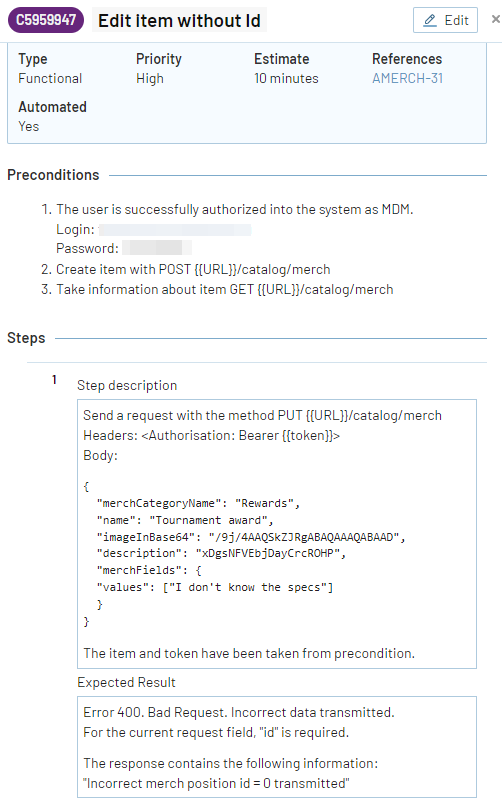 C5959947 Edit item without Id Edit ×
Type Priority Estimate References
Functional High 10 minutes AMERCH-31
Automated
Yes
Preconditions
1. The user is successfully authorized into the system as MDM.
Login:
Password:
2. Create item with POST {{URL}}/catalog/merch
3. Take information about item GET {{URL}}/catalog/merch
Steps
1 Step description
Send a request with the method PUT {{URL}}/catalog/merch
Headers: <Authorisation: Bearer {{token}}>
Body:
{
"merchCategoryName": "Rewards",
"name": "Tournament award",
"imageInBase64": "/9j/4AAQSkZJRgABAQAAAQABAAD",
"description": "xDgsNFVEbjDayCrcROHP",
"merchFields": {
"values": ["I don't know the specs"]
}
}
The item and token have been taken from precondition.
Expected Result
Error 400. Bad Request. Incorrect data transmitted.
For the current request field, "id" is required.
The response contains the following information:
"Incorrect merch position id = 0 transmitted"